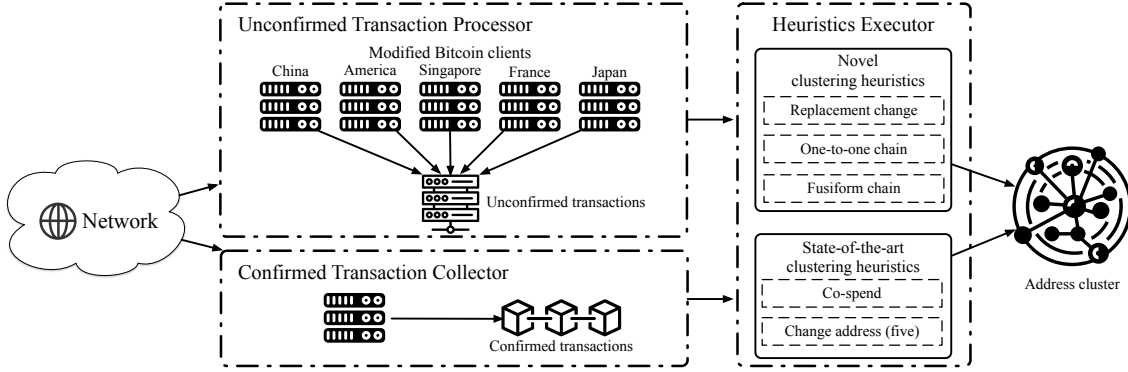 Network
Unconfirmed Transaction Processor
Modified Bitcoin clients
China America Singapore France Japan
Unconfirmed transactions
Confirmed Transaction Collector
Confirmed transactions
Heuristics Executor
Novel
clustering heuristics
Replacement change
One-to-one chain
Fusiform chain
State-of-the-art
clustering heuristics
Co-spend
Change address (five)
Address cluster